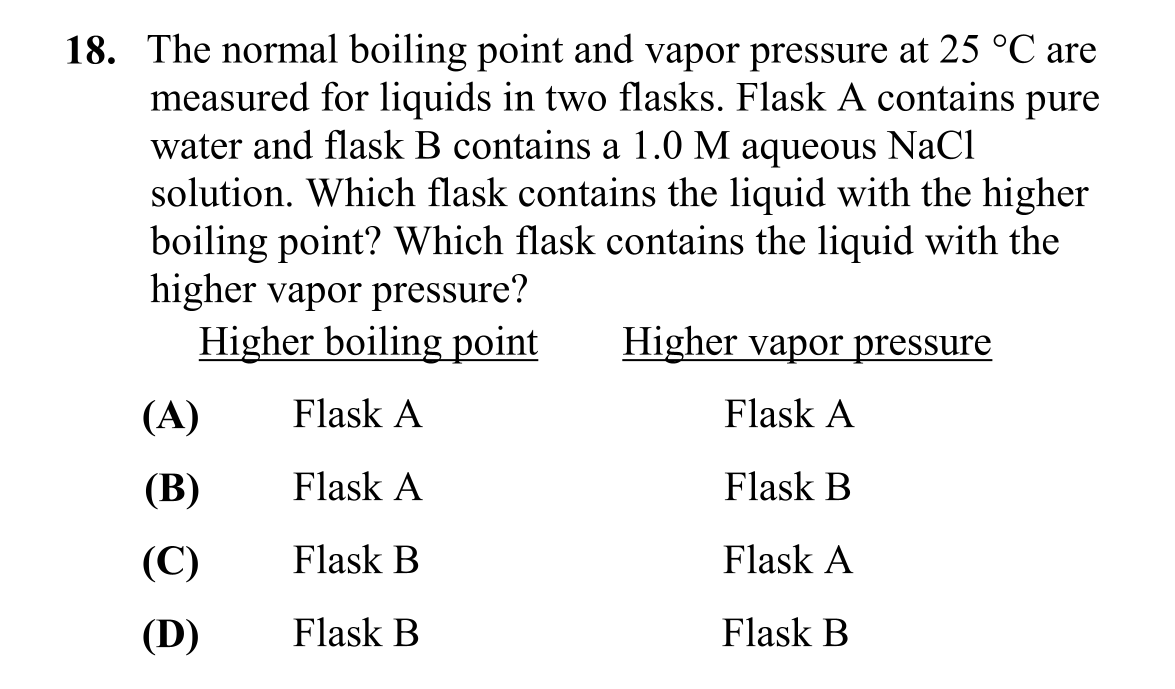 18. The normal boiling point and vapor pressure at 25 °C are
measured for liquids in two flasks. Flask A contains pure
water and flask B contains a 1.0 M aqueous NaCl
solution. Which flask contains the liquid with the higher
boiling point? Which flask contains the liquid with the
higher vapor pressure?
Higher boiling point Higher vapor pressure
(A) Flask A Flask A
(B) Flask A Flask B
(C) Flask B Flask A
(D) Flask B Flask B